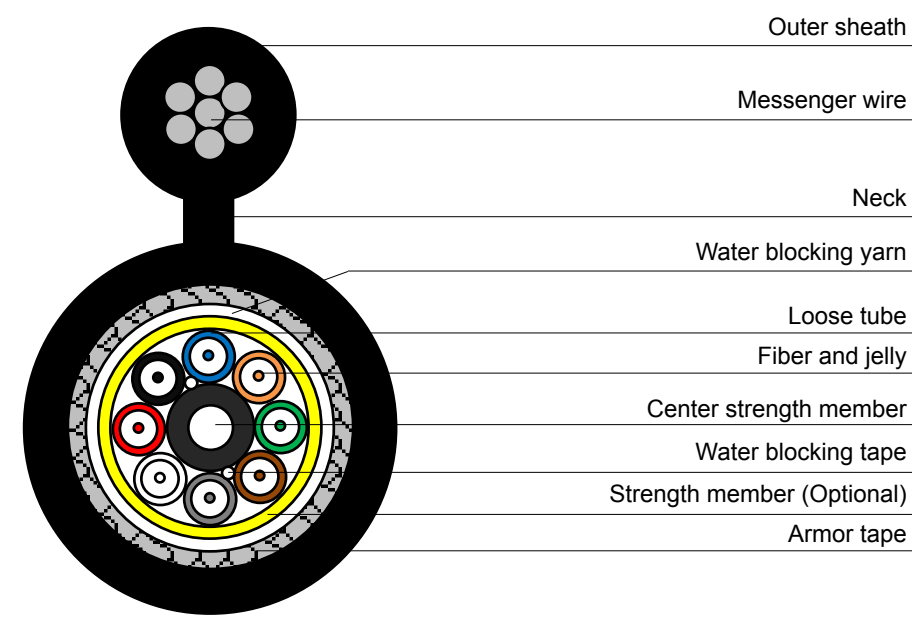 Outer sheath
Messenger wire
Neck
Water blocking yarn
Loose tube
Fiber and jelly
Center strength member
Water blocking tape
Strength member (Optional)
Armor tape